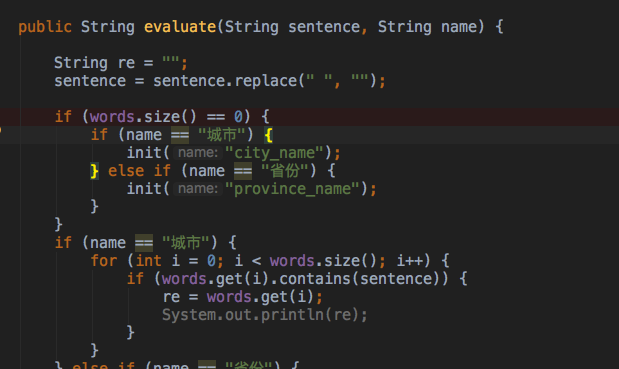 public String evaluate(String sentence, String name) {
String re = "";
sentence = sentence.replace(" ", "");
if (words.size() == 0) {
if (name == "城市") {
init( name: "city_name");
} else if (name == "省份") {
init( name: "province_name");
}
}
if (name == "城市") {
for (int i = 0; i < words.size(); i++) {
if (words.get(i).contains(sentence)) {
re = words.get(i);
System.out.println(re);
}
}
} else if (name == "省份") {